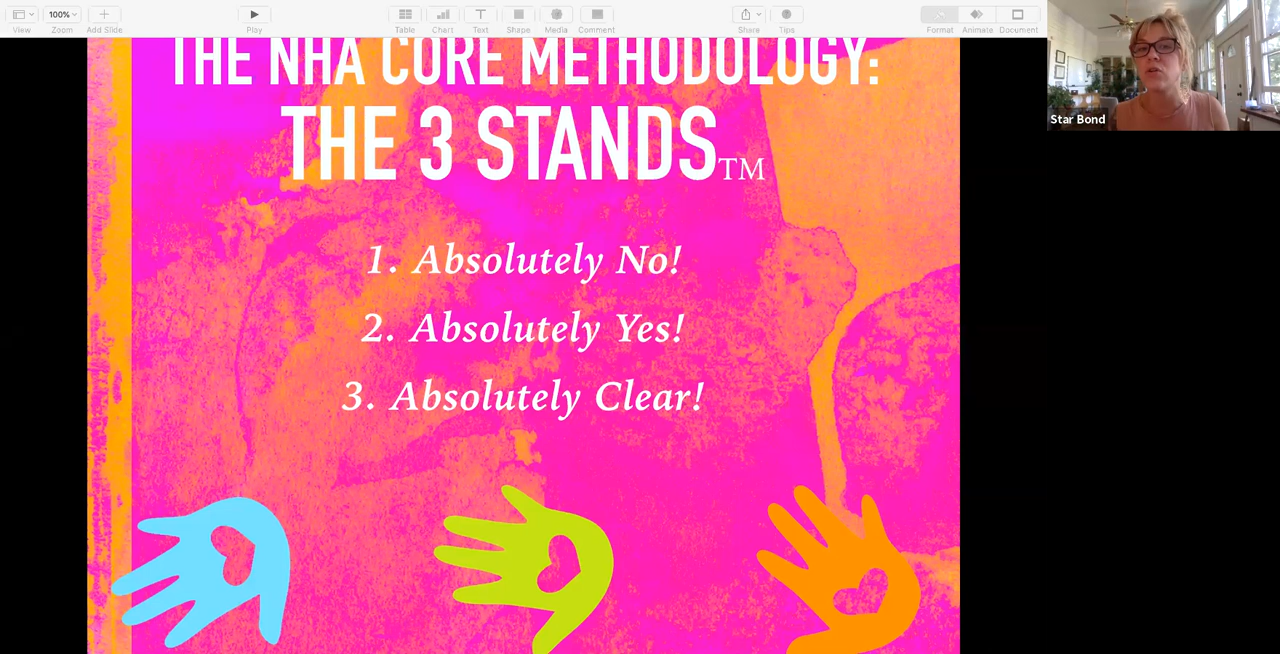 100%
View
Zoom
Add Slide
Play
Table
Chart
Text
Shape
Media
Comment
Share
Tips
Format
Animate
Document
Star Bond
THE NHA CORE METHODOLOGY:
THE 3 STANDS™
1. Absolutely No!
2. Absolutely Yes!
3. Absolutely Clear!